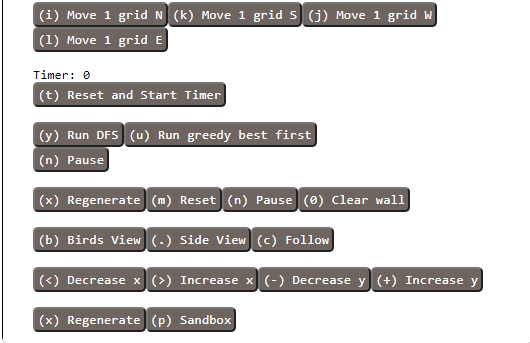 (i) Move 1 grid N (k) Move 1 grid S (j) Move 1 grid W
(l) Move 1 grid E
Timer: 0
(t) Reset and Start Timer
(y) Run DFS (u) Run greedy best first
(n) Pause
(x) Regenerate (m) Reset (n) Pause (0) Clear wall
(b) Birds View (.) Side View (c) Follow
(<) Decrease x (>) Increase x (-) Decrease y (+) Increase y
(x) Regenerate (p) Sandbox